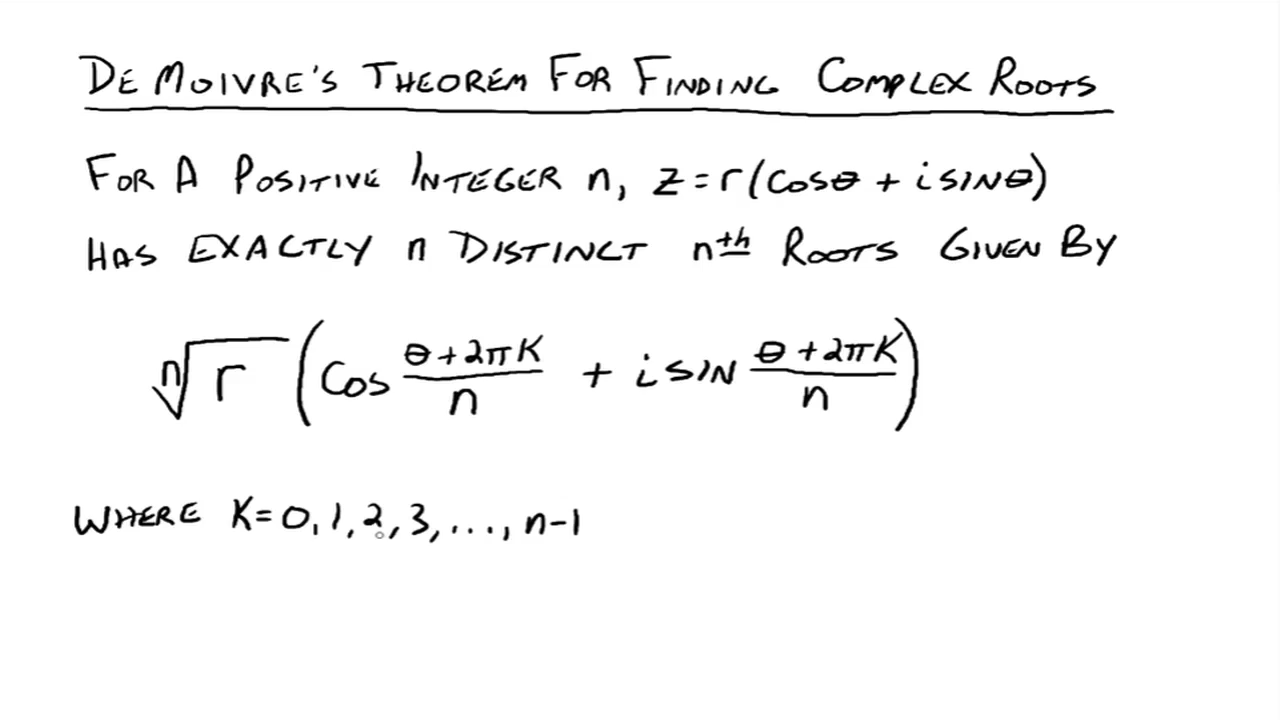 DE MOIVRE'S THEOREM FOR FINDING COMPLEX ROOTS
FOR A POSITIVE INTEGER n, z = r(cosθ + i sinθ)
HAS EXACTLY n DISTINCT nth ROOTS GIVEN BY
ⁿ√r (cos (θ+2πK)/n + i sin (θ+2πK)/n)
WHERE K=0,1,2,3,...,n-1